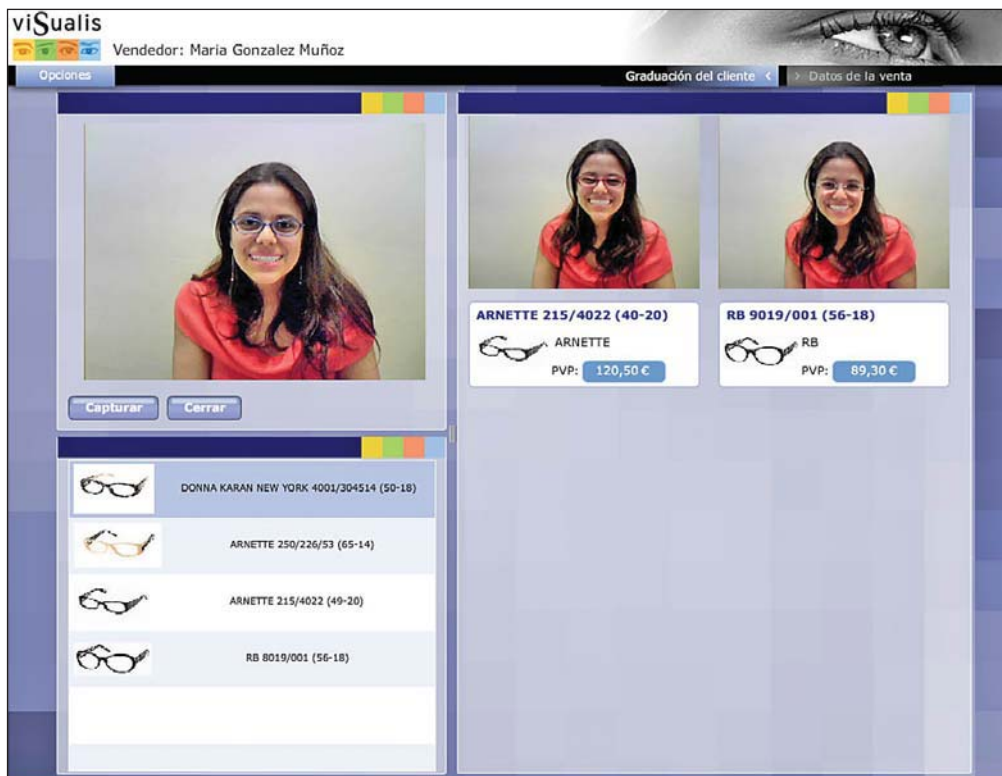 viSualis
Vendedor: Maria Gonzalez Muñoz
Opciones
Graduación del cliente <
> Datos de la venta
Capturar
Cerrar
ARNETTE 215/4022 (40-20)
ARNETTE
PVP: 120,50 €
RB 9019/001 (56-18)
RB
PVP: 89,30 €
DONNA KARAN NEW YORK 4001/304514 (50-18)
ARNETTE 250/226/53 (65-14)
ARNETTE 215/4022 (49-20)
RB 8019/001 (56-18)